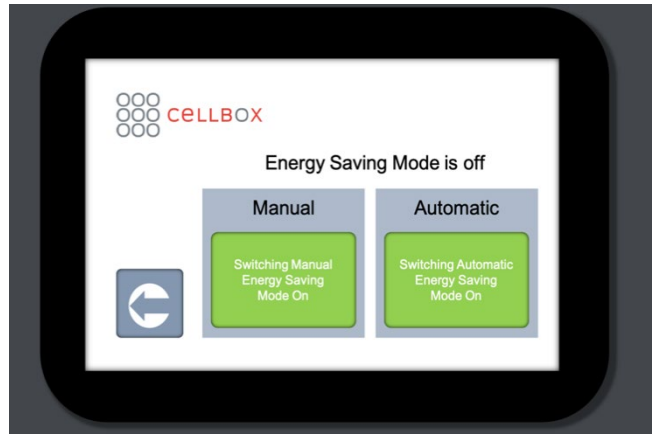 cellbox
Energy Saving Mode is off
Manual
Automatic
Switching Manual
Energy Saving
Mode On
Switching Automatic
Energy Saving
Mode On